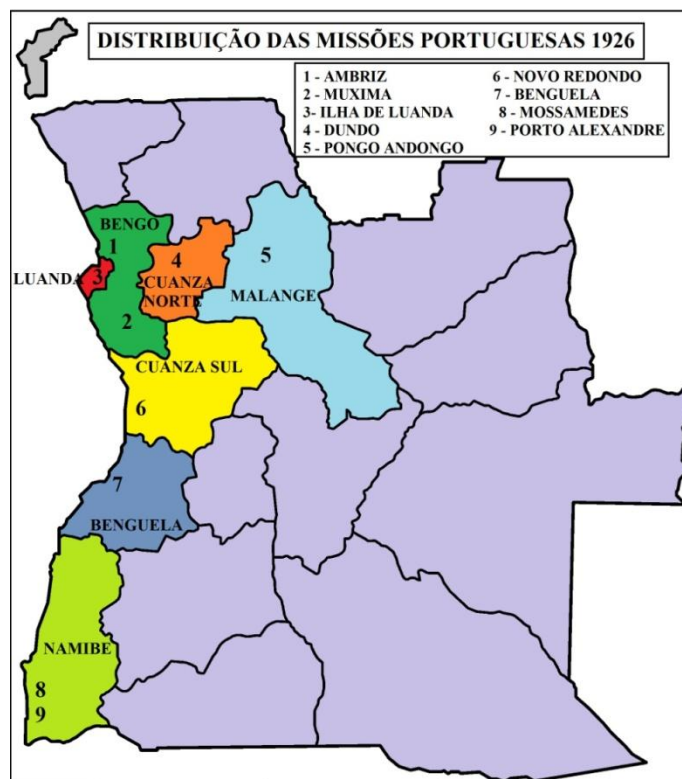 DISTRIBUIÇÃO DAS MISSÕES PORTUGUESAS 1926
1 - AMBRIZ
2 - MUXIMA
3- ILHA DE LUANDA
4 - DUNDO
5 - PONGO ANDONGO
6 - NOVO REDONDO
7 - BENGUELA
8 - MOSSAMEDES
9 - PORTO ALEXANDRE
BENGO
1
LUANDA
3
2
4
CUANZA
NORTE
5
MALANGE
CUANZA SUL
6
7
BENGUELA
NAMIBE
8
9